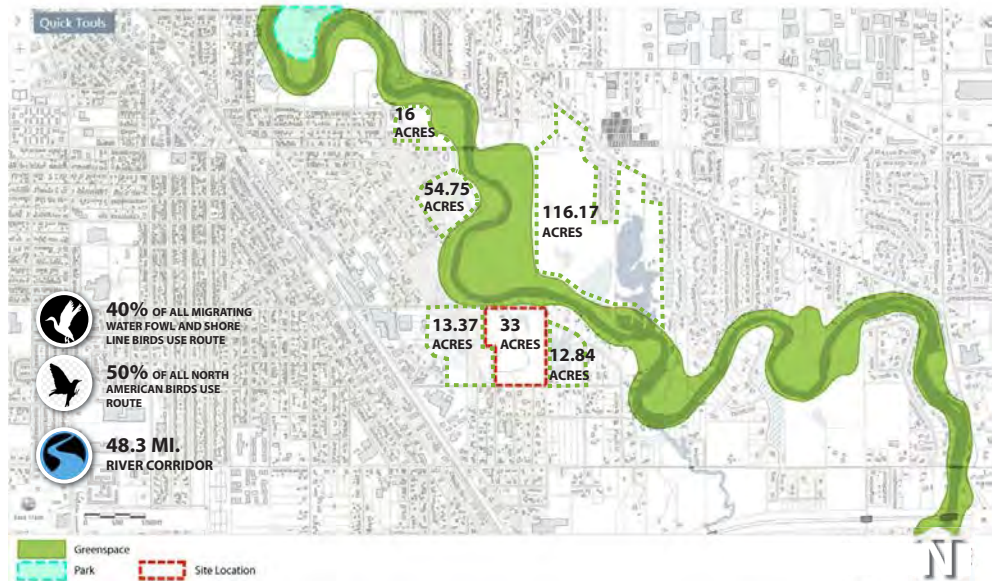 Quick Tools
16
ACRES
54.75
ACRES
116.17
ACRES
40% OF ALL MIGRATING
WATER FOWL AND SHORE
LINE BIRDS USE ROUTE
13.37
ACRES
33
ACRES
12.84
ACRES
50% OF ALL NORTH
AMERICAN BIRDS USE
ROUTE
48.3 MI.
RIVER CORRIDOR
Greenspace
Park
Site Location
N